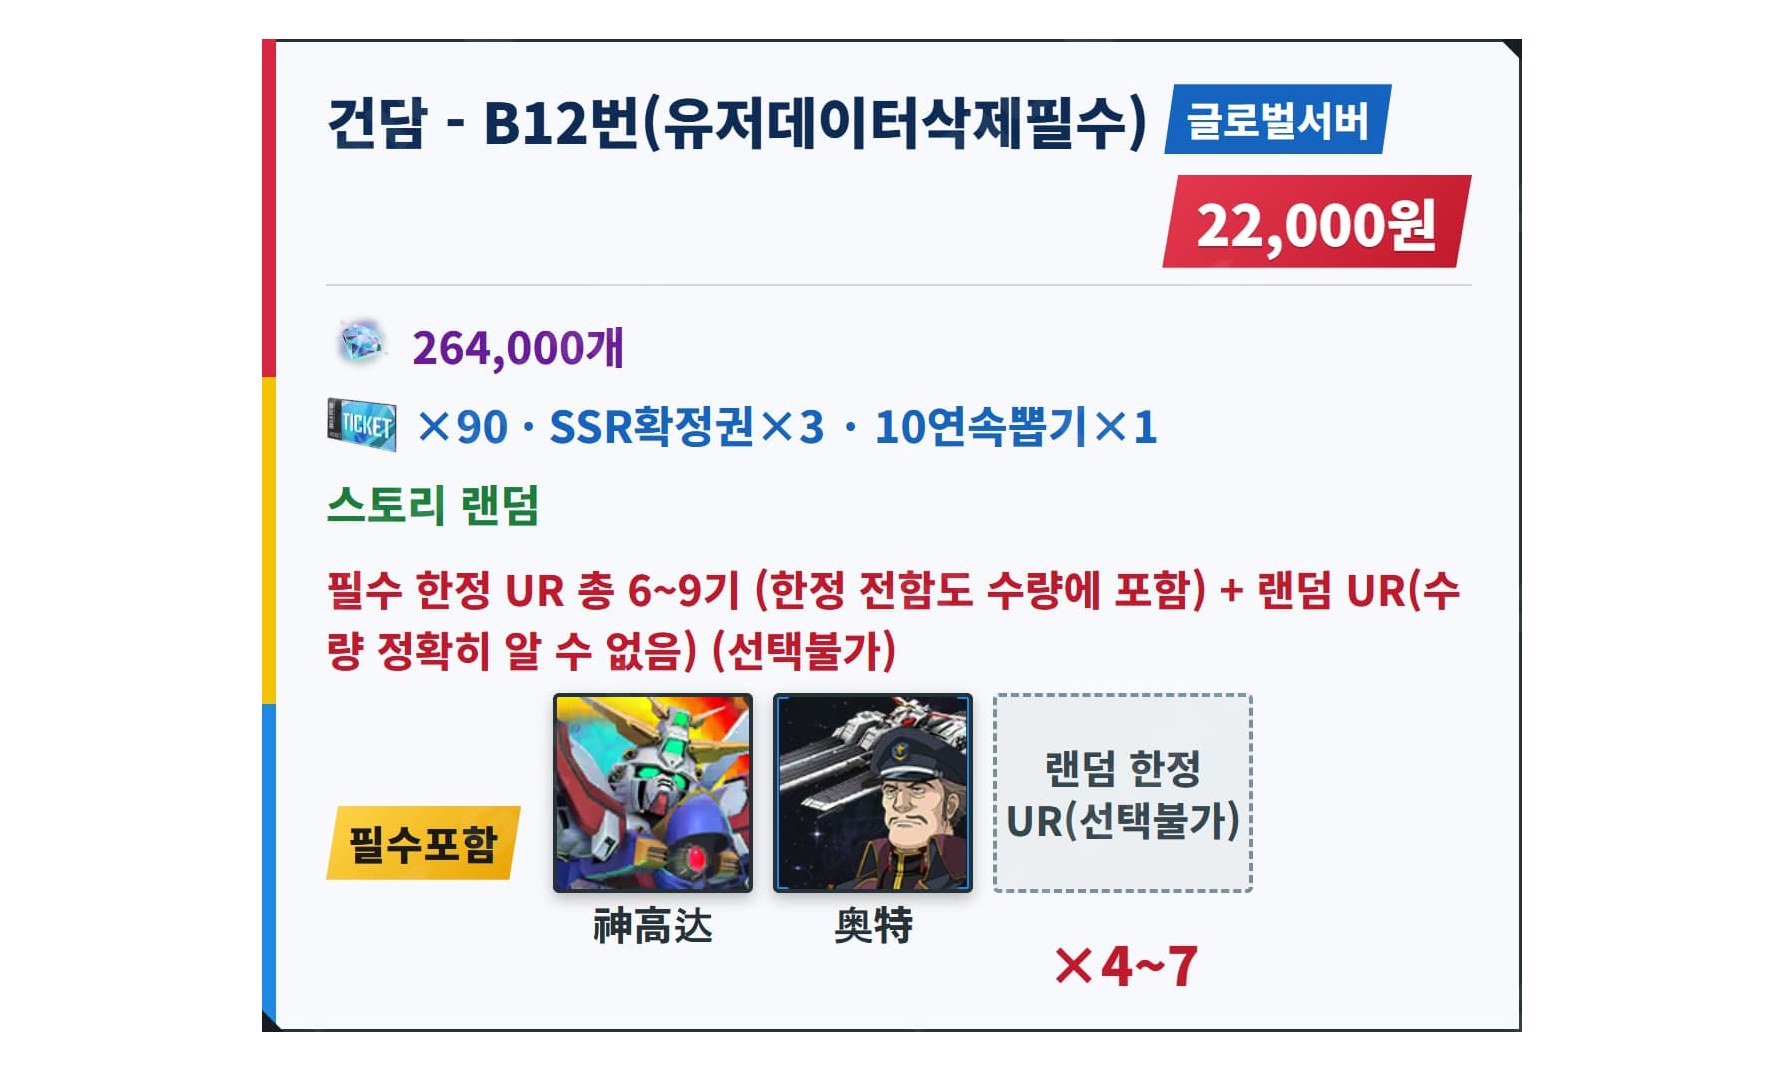 건담 - B12번(유저데이터삭제필수) 글로벌서버
22,000원
264,000개
TICKET ×90 · SSR확정권×3 · 10연속뽑기×1
스토리 랜덤
필수 한정 UR 총 6~9기 (한정 전함도 수량에 포함) + 랜덤 UR(수
량 정확히 알 수 없음) (선택불가)
필수포함
랜덤 한정
UR(선택불가)
神高达
奥特
×4~7